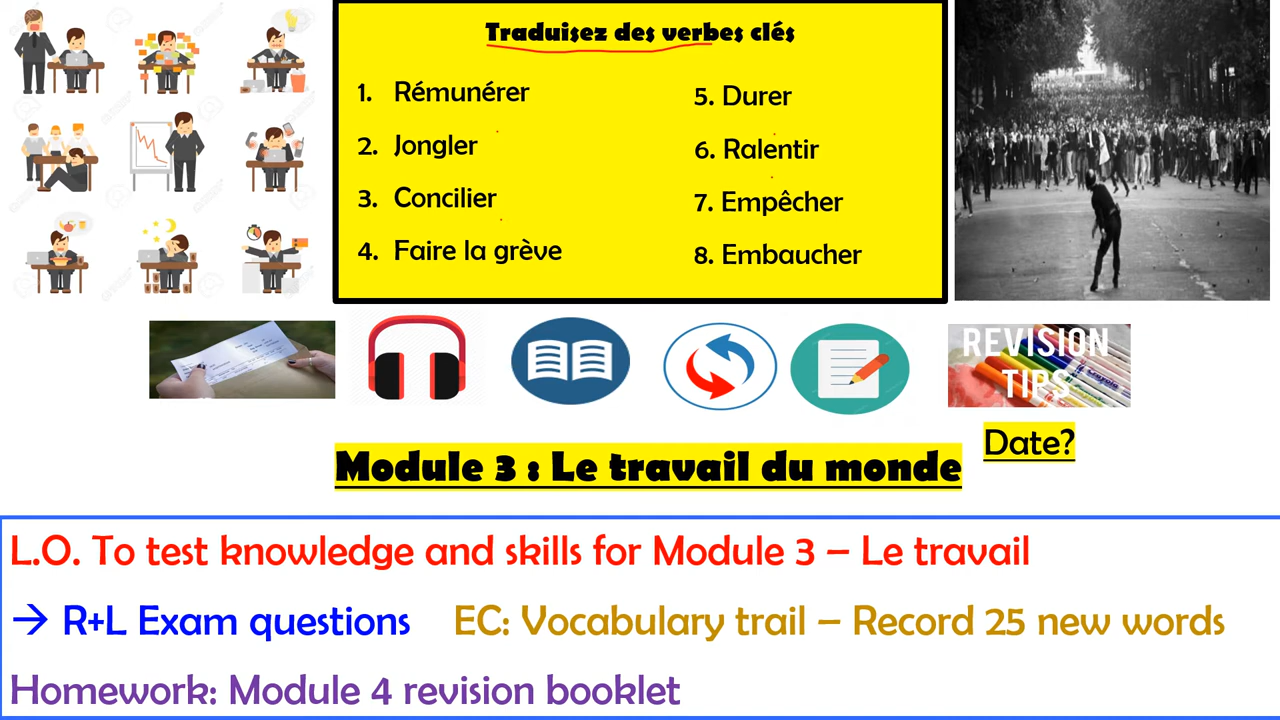 Traduisez des verbes clés
1. Rémunérer
2. Jongler
3. Concilier
4. Faire la grève
5. Durer
6. Ralentir
7. Empêcher
8. Embaucher
REVISION
TIPS
Date?
Module 3 : Le travail du monde
L.O. To test knowledge and skills for Module 3 – Le travail
→ R+L Exam questions EC: Vocabulary trail – Record 25 new words
Homework: Module 4 revision booklet